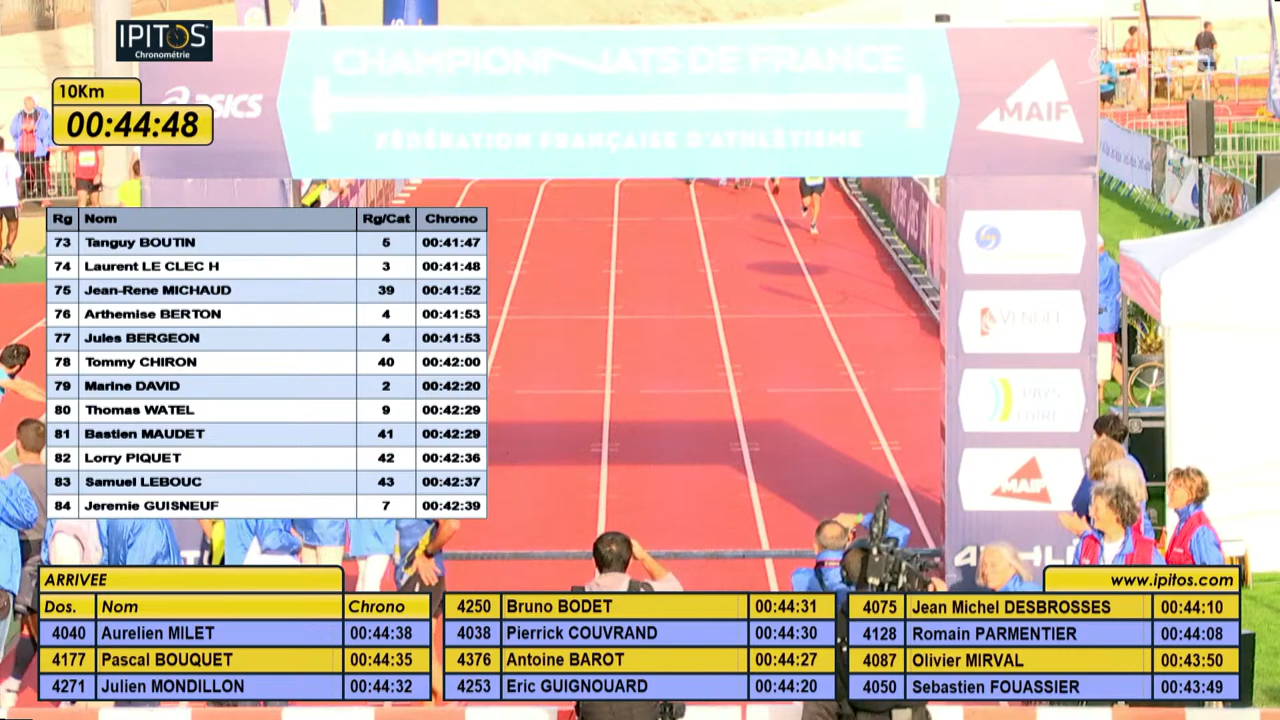 IPITOS
Chronométrie
10Km
00:44:48
asics
CHAMPIONNATS DE FRANCE
FÉDÉRATION FRANÇAISE D'ATHLÉTISME
MAIF
Rg Nom Rg/Cat Chrono
73 Tanguy BOUTIN 5 00:41:47
74 Laurent LE CLEC H 3 00:41:48
75 Jean-Rene MICHAUD 39 00:41:52
76 Arthemise BERTON 4 00:41:53
77 Jules BERGEON 4 00:41:53
78 Tommy CHIRON 40 00:42:00
79 Marine DAVID 2 00:42:20
80 Thomas WATEL 9 00:42:29
81 Bastien MAUDET 41 00:42:29
82 Lorry PIQUET 42 00:42:36
83 Samuel LEBOUC 43 00:42:37
84 Jeremie GUISNEUF 7 00:42:39
VENDÉE
PAYS
LOIRE
MAIF
ARRIVEE
www.ipitos.com
Dos. Nom Chrono
4040 Aurelien MILET 00:44:38
4177 Pascal BOUQUET 00:44:35
4271 Julien MONDILLON 00:44:32
4250 Bruno BODET 00:44:31
4038 Pierrick COUVRAND 00:44:30
4376 Antoine BAROT 00:44:27
4253 Eric GUIGNOUARD 00:44:20
4075 Jean Michel DESBROSSES 00:44:10
4128 Romain PARMENTIER 00:44:08
4087 Olivier MIRVAL 00:43:50
4050 Sebastien FOUASSIER 00:43:49